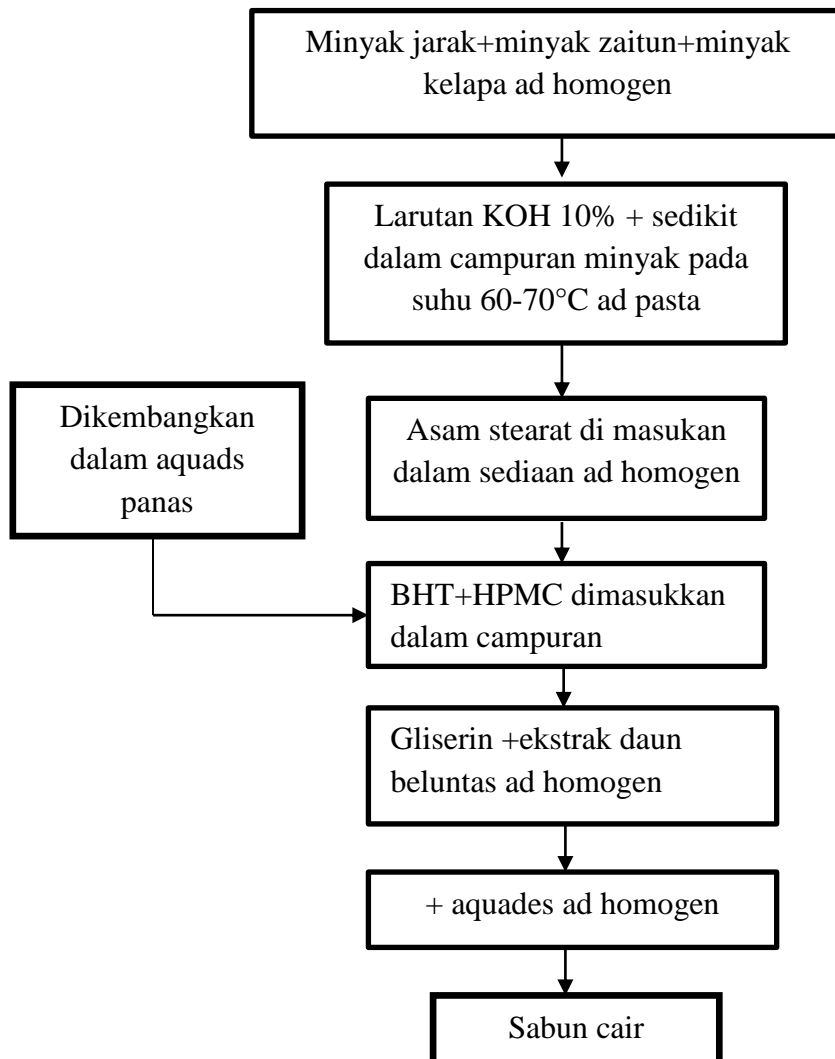 Minyak jarak+minyak zaitun+minyak
kelapa ad homogen
Larutan KOH 10% + sedikit
dalam campuran minyak pada
suhu 60-70°C ad pasta
Asam stearat di masukan
dalam sediaan ad homogen
Dikembangkan
dalam aquads
panas
BHT+HPMC dimasukkan
dalam campuran
Gliserin +ekstrak daun
beluntas ad homogen
+ aquades ad homogen
Sabun cair